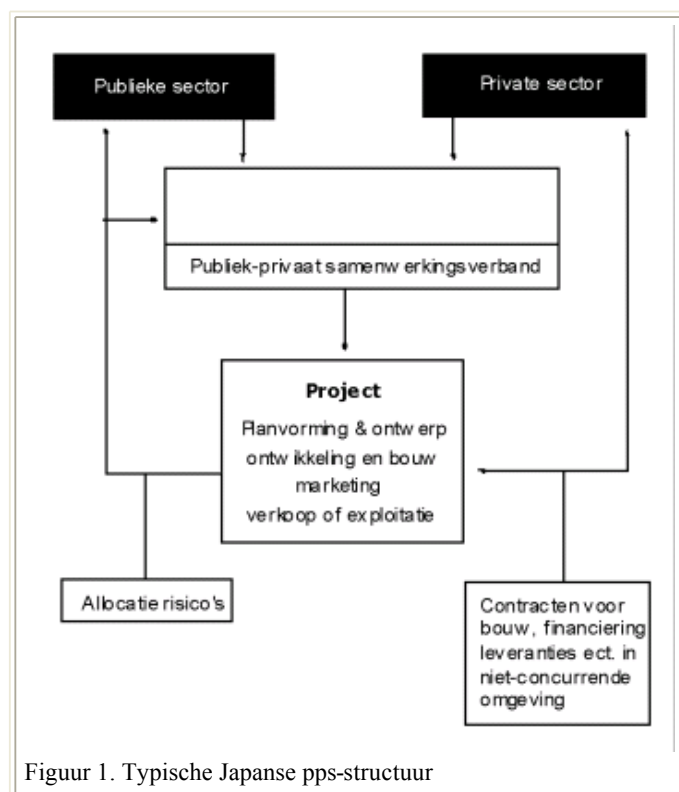 Publieke sector
Private sector
Publiek-privaat samenwerkingsverband
Project
Planvorming & ontwerp
ontwikkeling en bouw
marketing
verkoop of exploitatie
Allocatie risico's
Contracten voor
bouw, financiering
leveranties ect. in
niet-concurrende
omgeving
Figuur 1. Typische Japanse pps-structuur